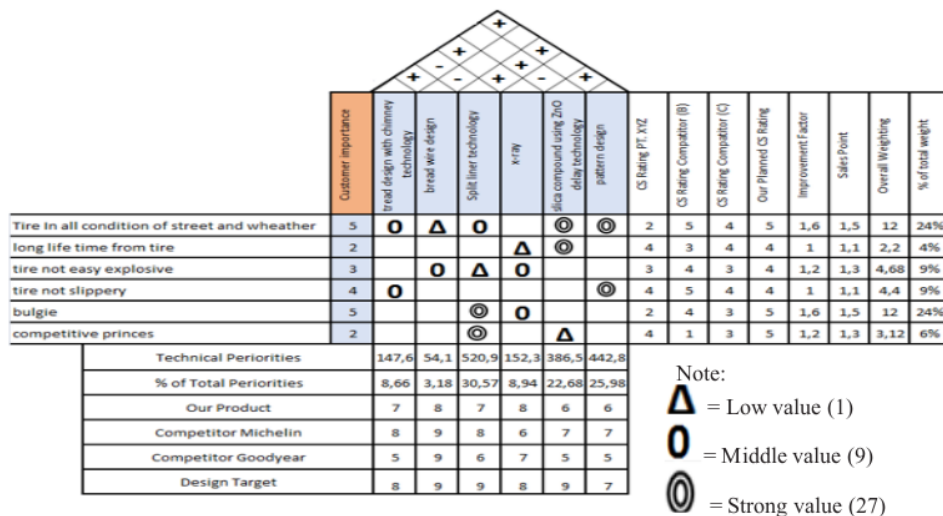 Customer importance
tread design with chimney technology
bread wire design
Split liner technology
x-ray
slica compound using ZnO delay technology
pattern design
CS Rating PT. XYZ
CS Rating Compatitor (B)
CS Rating Compatitor (C)
Our Planned CS Rating
Improvement Factor
Sales Point
Overall Weighting
% of total weight
Tire In all condition of street and wheather 5 O Δ O ◎ ◎ 2 5 4 5 1,6 1,5 12 24%
long life time from tire 2 Δ ◎ 4 3 4 4 1 1,1 2,2 4%
tire not easy explosive 3 O Δ O 3 4 3 4 1,2 1,3 4,68 9%
tire not slippery 4 O ◎ 4 5 4 4 1 1,1 4,4 9%
bulgie 5 ◎ O 2 4 3 5 1,6 1,5 12 24%
competitive princes 2 ◎ Δ 4 1 3 5 1,2 1,3 3,12 6%
Technical Periorities 147,6 54,1 520,9 152,3 386,5 442,8
% of Total Periorities 8,66 3,18 30,57 8,94 22,68 25,98
Our Product 7 8 7 8 6 6
Competitor Michelin 8 9 8 6 7 7
Competitor Goodyear 5 9 6 7 5 5
Design Target 8 9 9 8 9 7
Note:
Δ = Low value (1)
O = Middle value (9)
◎ = Strong value (27)